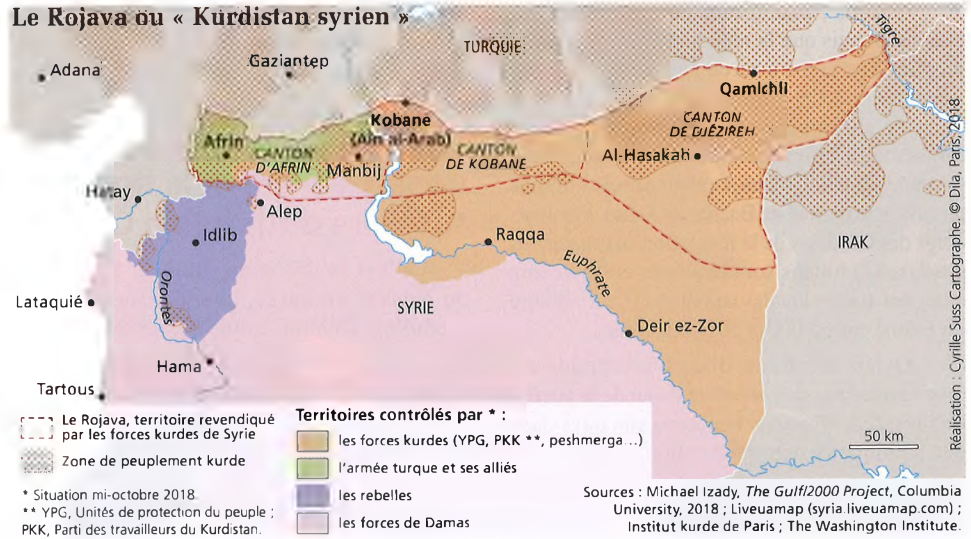 Le Rojava ou « Kurdistan syrien »
TURQUIE
Tigre
Adana
Gaziantep
Qamichli
Kobane
(Aïn al-Arab)
CANTON
DE DJÉZIREH
Afrin
CANTON
D'AFRIN
Manbij
CANTON
DE KOBANE
Al-Hasakah
Hatay
Alep
Idlib
Raqqa
IRAK
Euphrate
Oronte
Lataquié
SYRIE
Deir ez-Zor
Hama
Tartous
50 km
Réalisation : Cyrille Suss Cartographe. © Dila, Paris, 2018
Le Rojava, territoire revendiqué
par les forces kurdes de Syrie
Zone de peuplement kurde
* Situation mi-octobre 2018.
** YPG, Unités de protection du peuple ;
PKK, Parti des travailleurs du Kurdistan.
Territoires contrôlés par * :
les forces kurdes (YPG, PKK **, peshmerga...)
l'armée turque et ses alliés
les rebelles
les forces de Damas
Sources : Michael Izady, The Gulf/2000 Project, Columbia
University, 2018 ; Liveuamap (syria.liveuamap.com) ;
Institut kurde de Paris ; The Washington Institute.